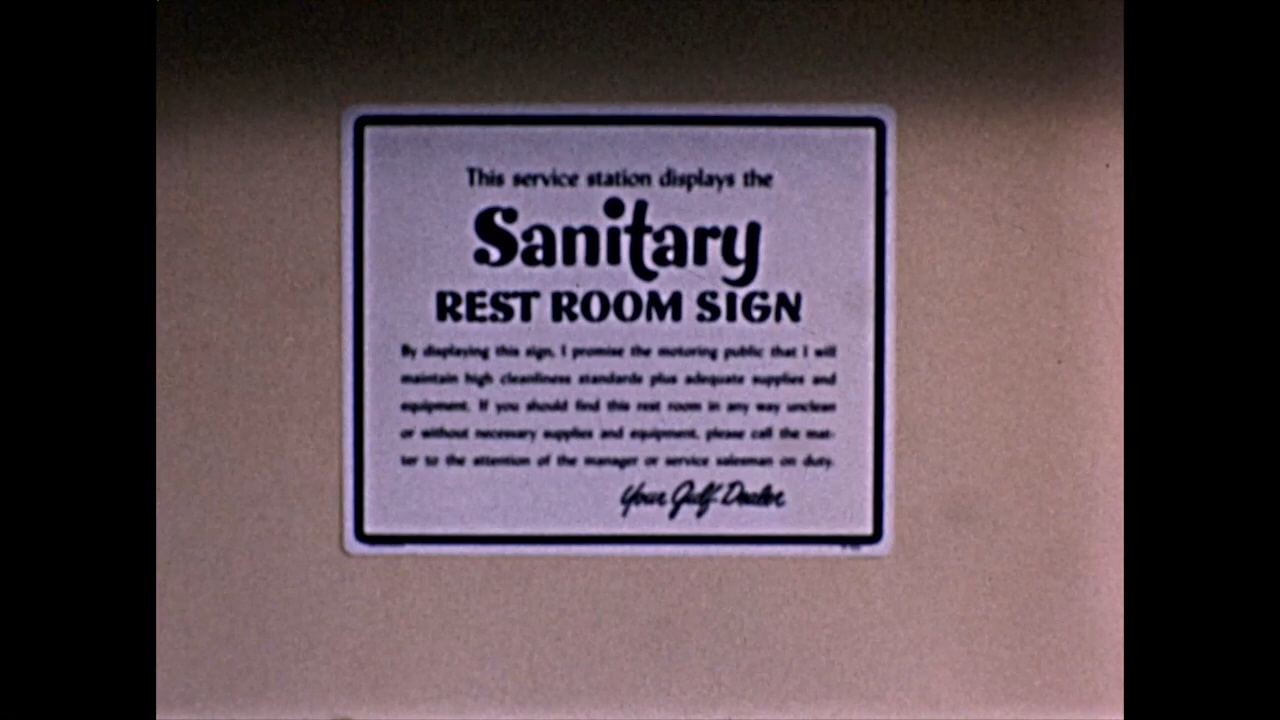 This service station displays the
Sanitary
REST ROOM SIGN
By displaying this sign, I promise the motoring public that I will
maintain high cleanliness standards plus adequate supplies and
equipment. If you should find this rest room in any way unclean
or without necessary supplies and equipment, please call the mat-
ter to the attention of the manager or service salesman on duty.
Your Gulf Dealer